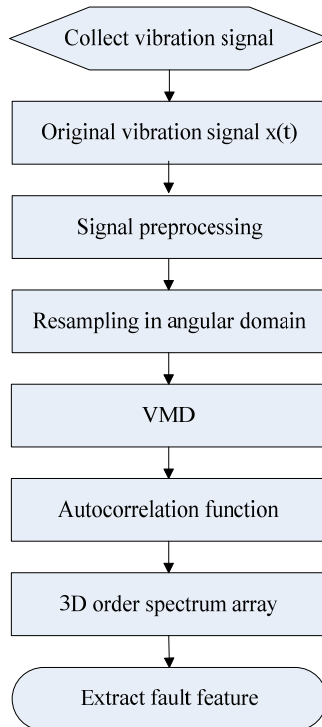 Collect vibration signal
Original vibration signal x(t)
Signal preprocessing
Resampling in angular domain
VMD
Autocorrelation function
3D order spectrum array
Extract fault feature